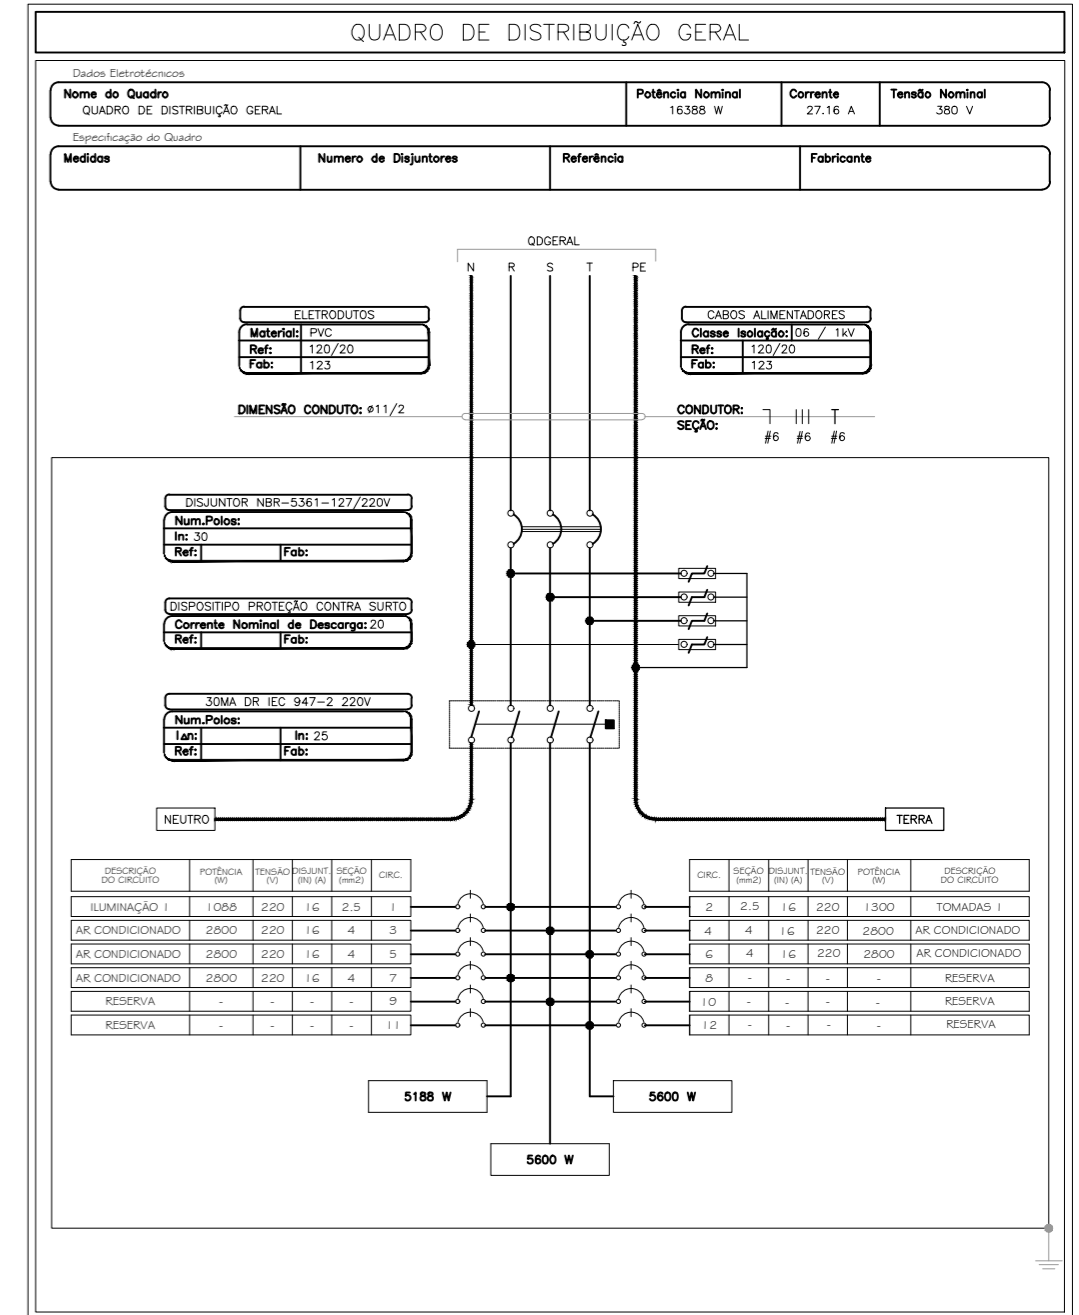 QUADRO DE DISTRIBUIÇÃO GERAL
Dados Eletrotécnicos
Nome do Quadro
QUADRO DE DISTRIBUIÇÃO GERAL
Potência Nominal
16388 W
Corrente
27.16 A
Tensão Nominal
380 V
Especificação do Quadro
Medidas
Numero de Disjuntores
Referência
Fabricante
QDGERAL
N R S T PE
ELETRODUTOS
Material: PVC
Ref: 120/20
Fab: 123
CABOS ALIMENTADORES
Classe Isolação: 06 / 1kV
Ref: 120/20
Fab: 123
DIMENSÃO CONDUTO: ø11/2
CONDUTOR:
SEÇÃO:
#6 #6 #6
DISJUNTOR NBR-5361-127/220V
Num.Polos:
In: 30
Ref: Fab:
DISPOSITIPO PROTEÇÃO CONTRA SURTO
Corrente Nominal de Descarga: 20
Ref: Fab:
30MA DR IEC 947-2 220V
Num.Polos:
IΔn: In: 25
Ref: Fab:
NEUTRO
TERRA
DESCRIÇÃO DO CIRCUITO POTÊNCIA (W) TENSÃO (V) DISJUNT. (IN) (A) SEÇÃO (mm2) CIRC.
ILUMINAÇÃO 1 1088 220 16 2.5 1
AR CONDICIONADO 2800 220 16 4 3
AR CONDICIONADO 2800 220 16 4 5
AR CONDICIONADO 2800 220 16 4 7
RESERVA - - - - 9
RESERVA - - - - 11
CIRC. SEÇÃO (mm2) DISJUNT. (IN) (A) TENSÃO (V) POTÊNCIA (W) DESCRIÇÃO DO CIRCUITO
2 2.5 16 220 1300 TOMADAS 1
4 4 16 220 2800 AR CONDICIONADO
6 4 16 220 2800 AR CONDICIONADO
8 - - - - RESERVA
10 - - - - RESERVA
12 - - - - RESERVA
5188 W
5600 W
5600 W